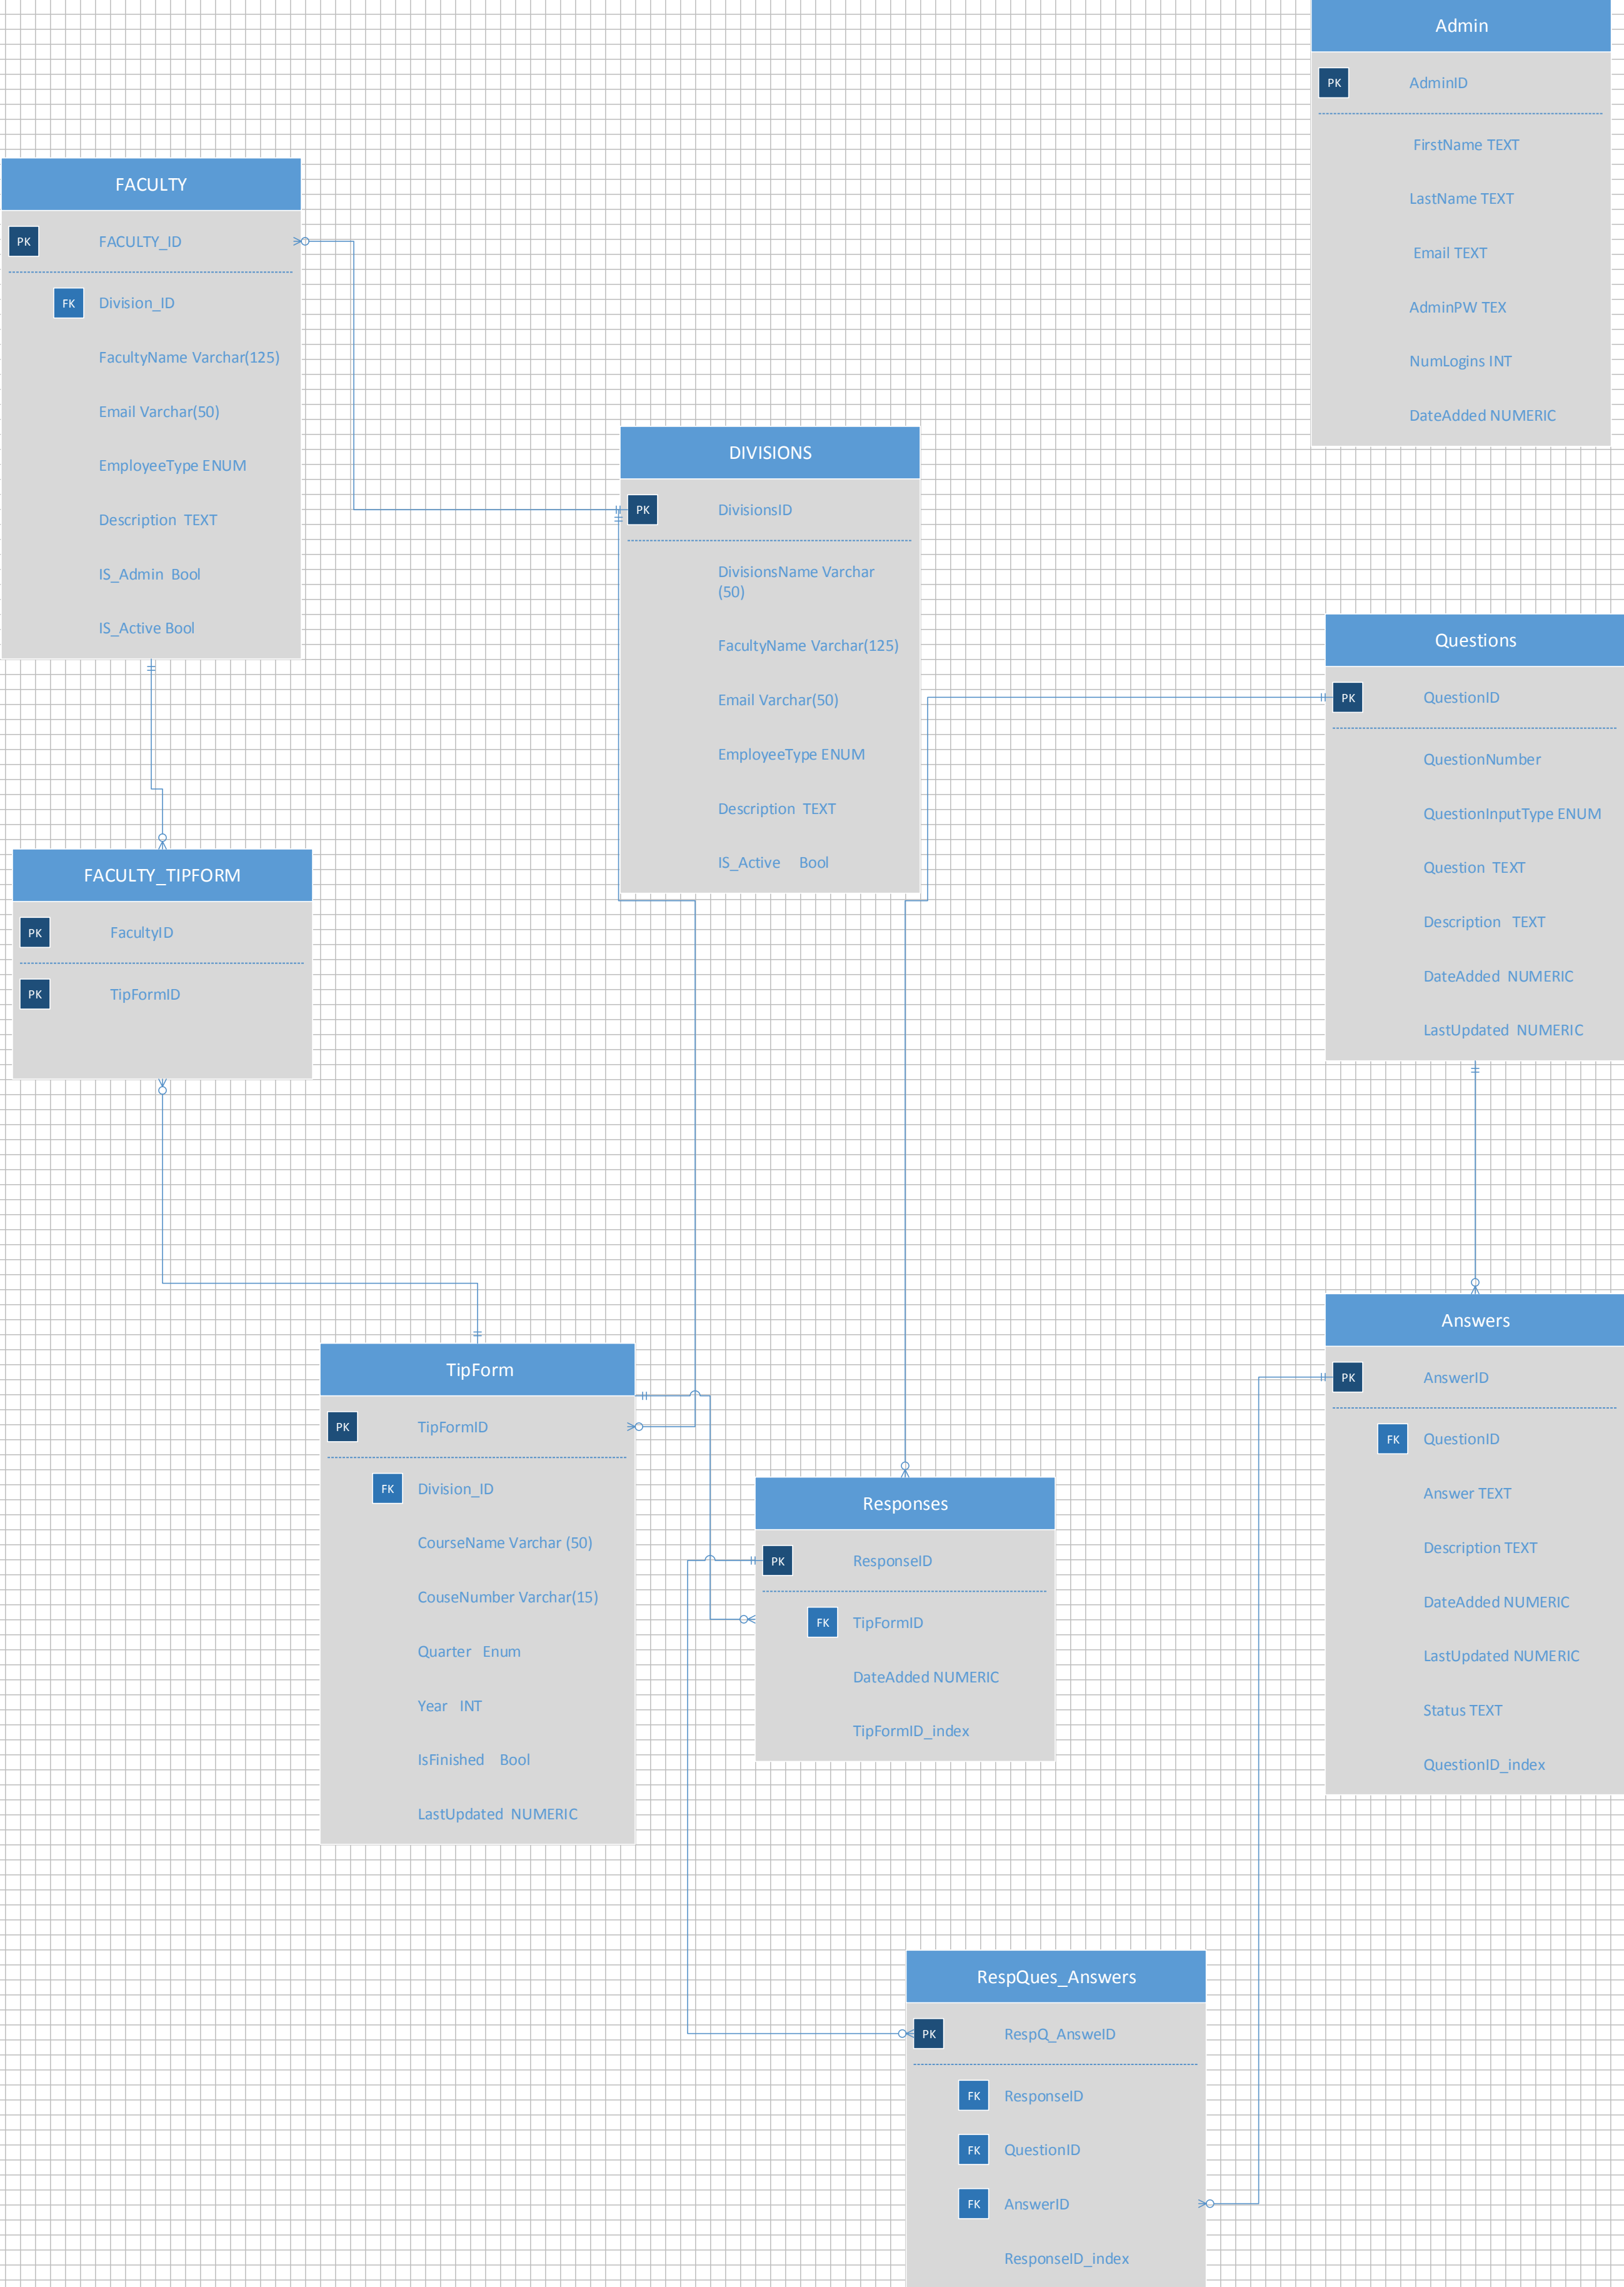 Admin
PK AdminID
FirstName TEXT
LastName TEXT
Email TEXT
AdminPW TEX
NumLogins INT
DateAdded NUMERIC
FACULTY
PK FACULTY_ID
FK Division_ID
FacultyName Varchar(125)
Email Varchar(50)
EmployeeType ENUM
Description TEXT
IS_Admin Bool
IS_Active Bool
DIVISIONS
PK DivisionsID
DivisionsName Varchar
(50)
FacultyName Varchar(125)
Email Varchar(50)
EmployeeType ENUM
Description TEXT
IS_Active Bool
Questions
PK QuestionID
QuestionNumber
QuestionInputType ENUM
Question TEXT
Description TEXT
DateAdded NUMERIC
LastUpdated NUMERIC
FACULTY_TIPFORM
PK FacultyID
PK TipFormID
TipForm
PK TipFormID
FK Division_ID
CourseName Varchar (50)
CouseNumber Varchar(15)
Quarter Enum
Year INT
IsFinished Bool
LastUpdated NUMERIC
Responses
PK ResponseID
FK TipFormID
DateAdded NUMERIC
TipFormID_index
Answers
PK AnswerID
FK QuestionID
Answer TEXT
Description TEXT
DateAdded NUMERIC
LastUpdated NUMERIC
Status TEXT
QuestionID_index
RespQues_Answers
PK RespQ_AnsweID
FK ResponseID
FK QuestionID
FK AnswerID
ResponseID_index